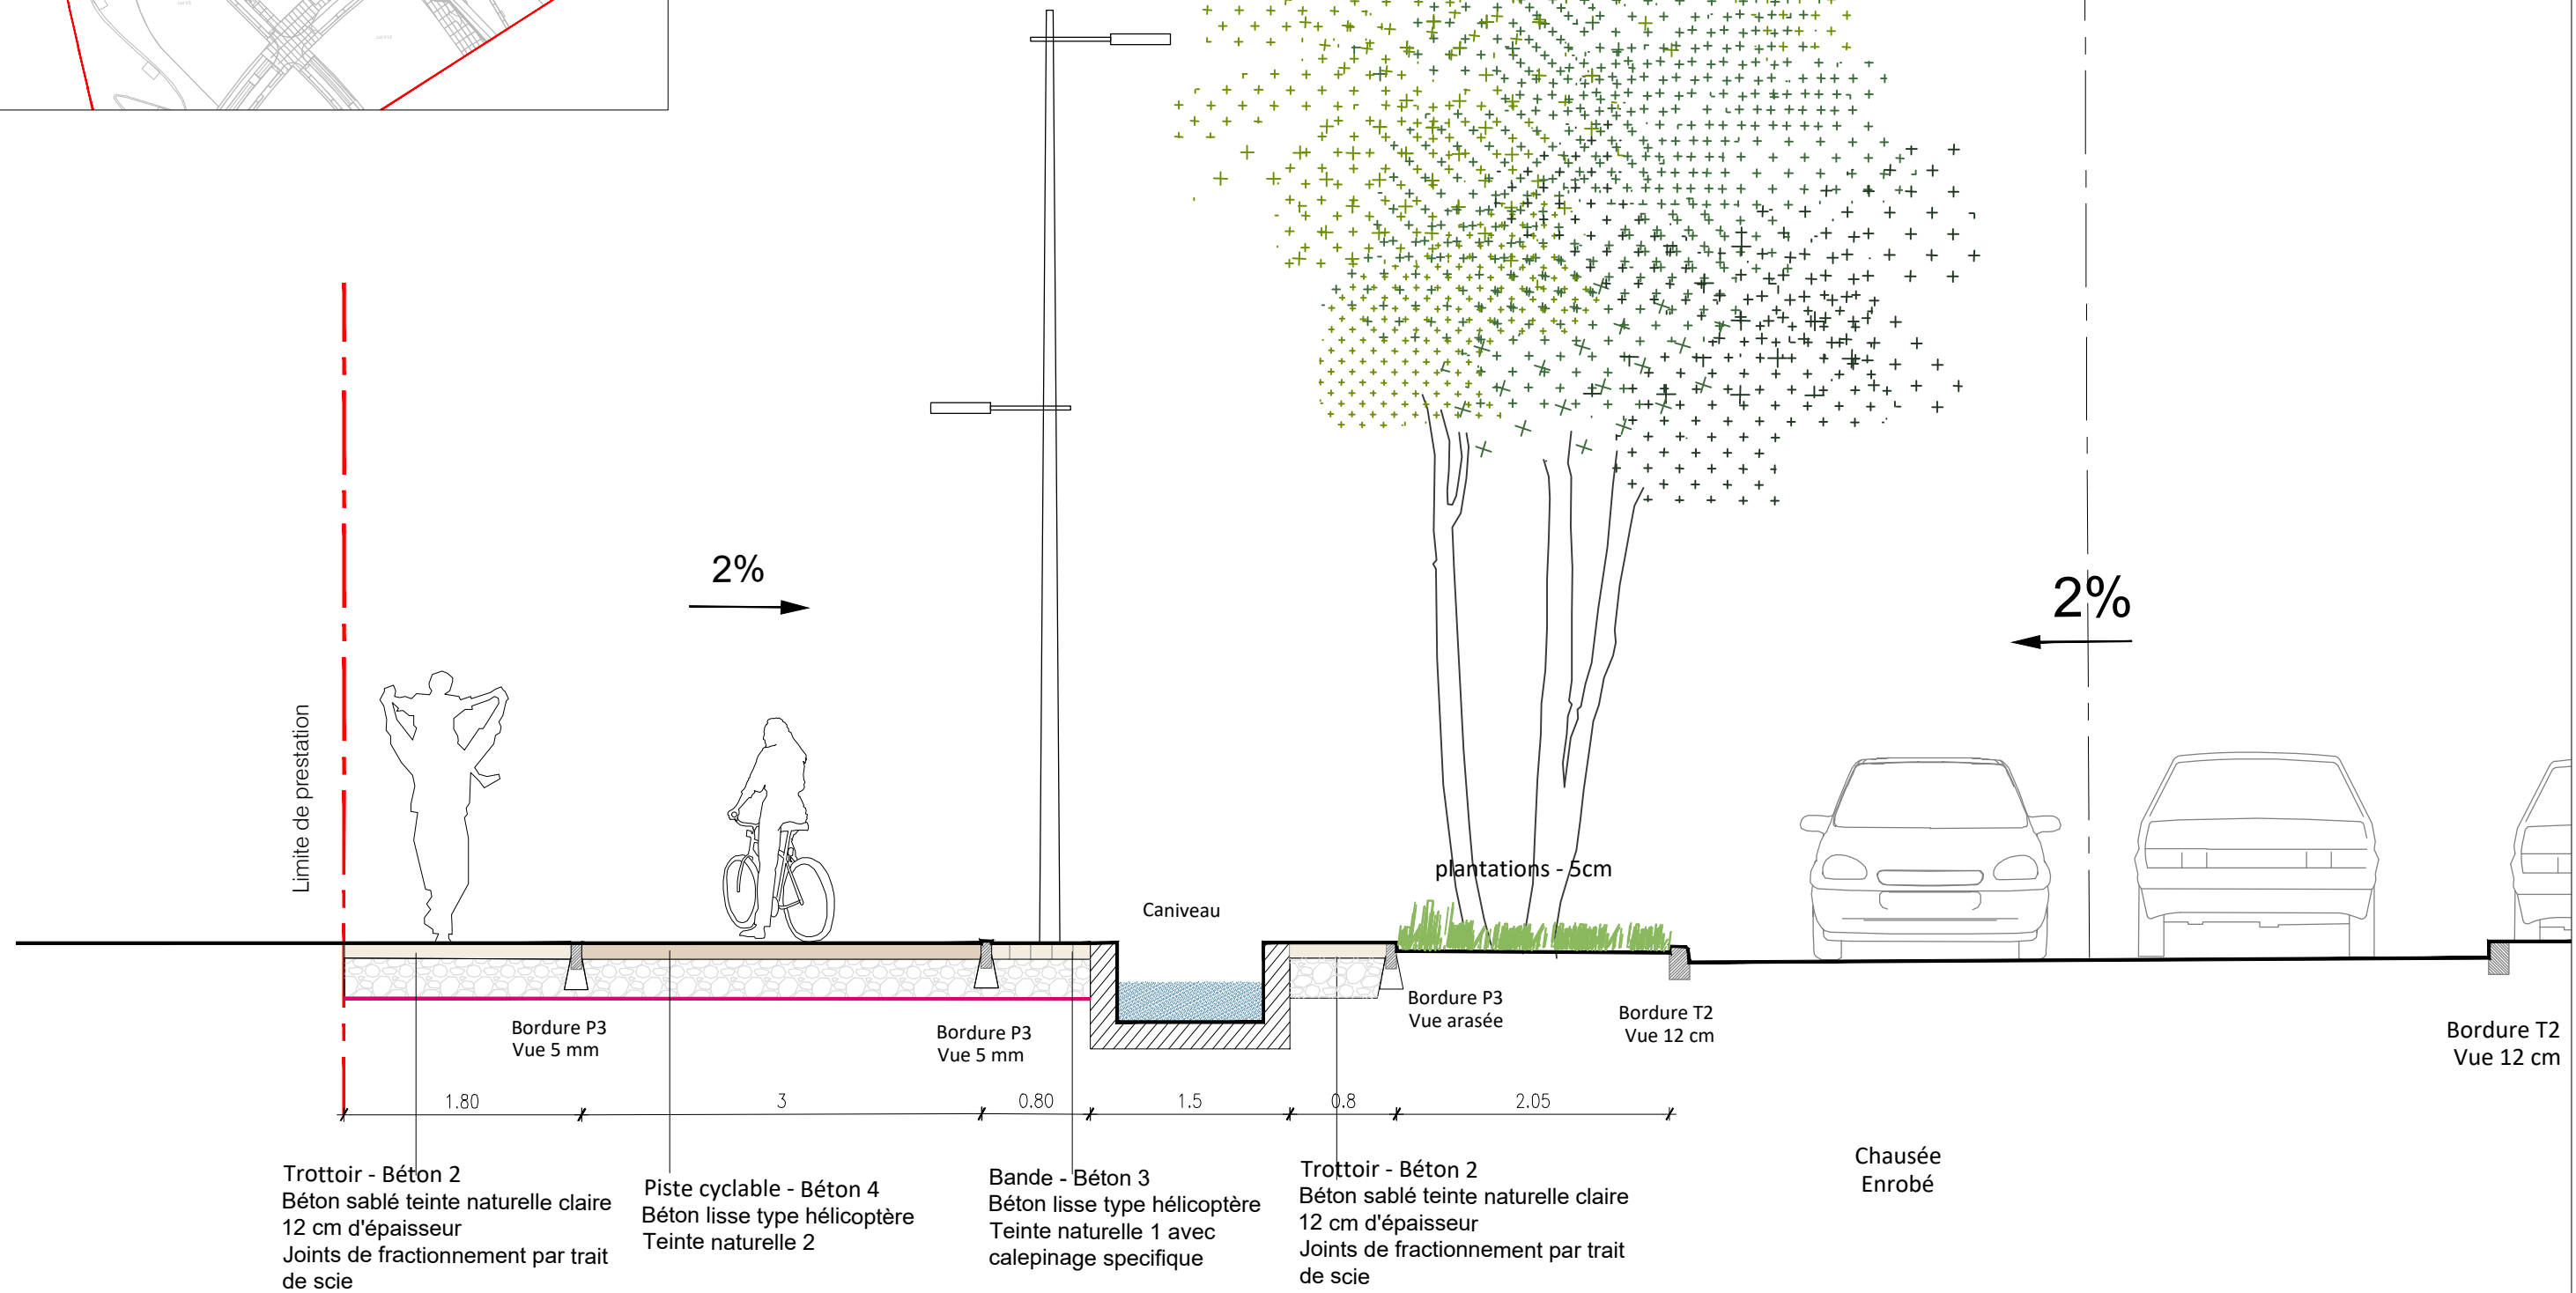 2%
2%
Limite de prestation
plantations - 5cm
Caniveau
Bordure P3
Vue 5 mm
Bordure P3
Vue 5 mm
Bordure P3
Vue arasée
Bordure T2
Vue 12 cm
Bordure T2
Vue 12 cm
1.80
3
0.80
1.5
0.8
2.05
Trottoir - Béton 2
Béton sablé teinte naturelle claire
12 cm d'épaisseur
Joints de fractionnement par trait
de scie
Piste cyclable - Béton 4
Béton lisse type hélicoptère
Teinte naturelle 2
Bande - Béton 3
Béton lisse type hélicoptère
Teinte naturelle 1 avec
calepinage specifique
Trottoir - Béton 2
Béton sablé teinte naturelle claire
12 cm d'épaisseur
Joints de fractionnement par trait
de scie
Chausée
Enrobé